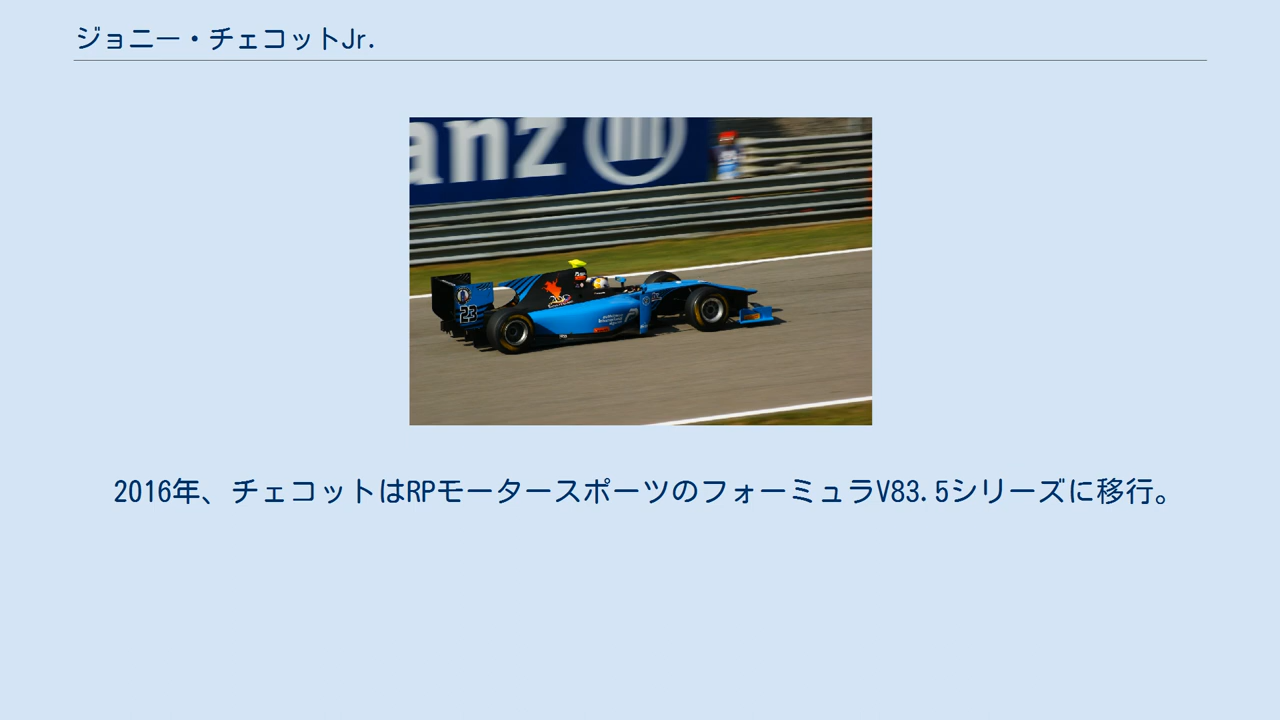 ジョニー・チェコットJr.
anz
23
2016年、チェコットはRPモータースポーツのフォーミュラV83.5シリーズに移行。